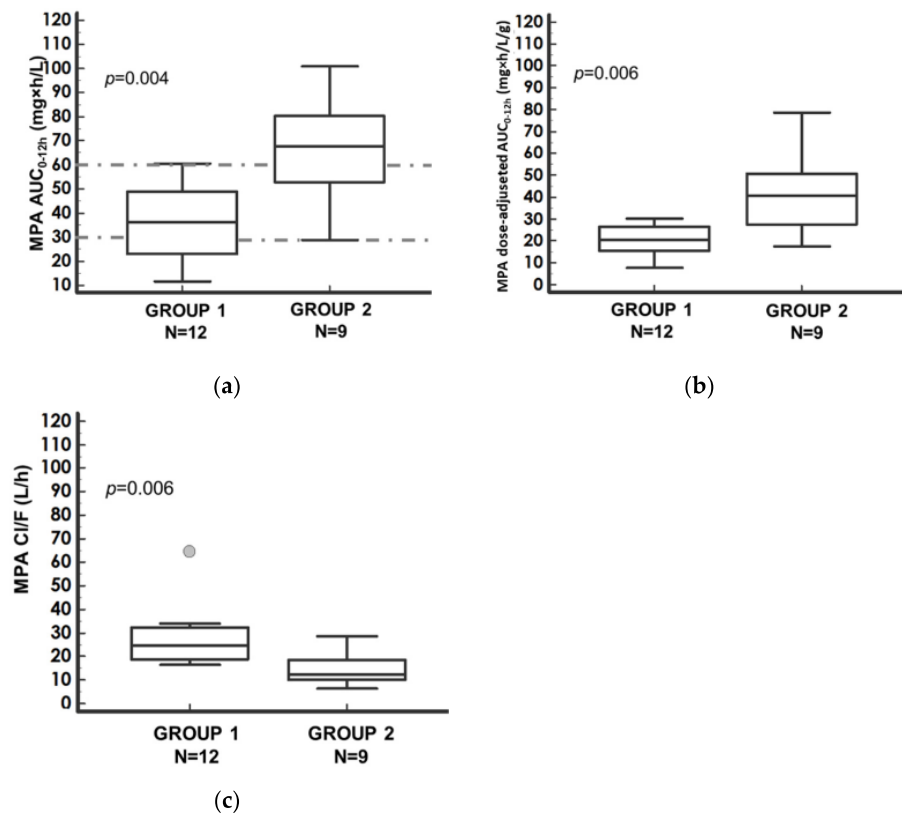 MPA AUC0-12h (mg×h/L)
120
110
100
90
80
70
60
50
40
30
20
10
p=0.004
GROUP 1
N=12
GROUP 2
N=9
(a)
MPA dose-adjuseted AUC0-12h (mg×h/L/g)
120
110
100
90
80
70
60
50
40
30
20
10
0
p=0.006
GROUP 1
N=12
GROUP 2
N=9
(b)
MPA Cl/F (L/h)
120
110
100
90
80
70
60
50
40
30
20
10
0
p=0.006
GROUP 1
N=12
GROUP 2
N=9
(c)